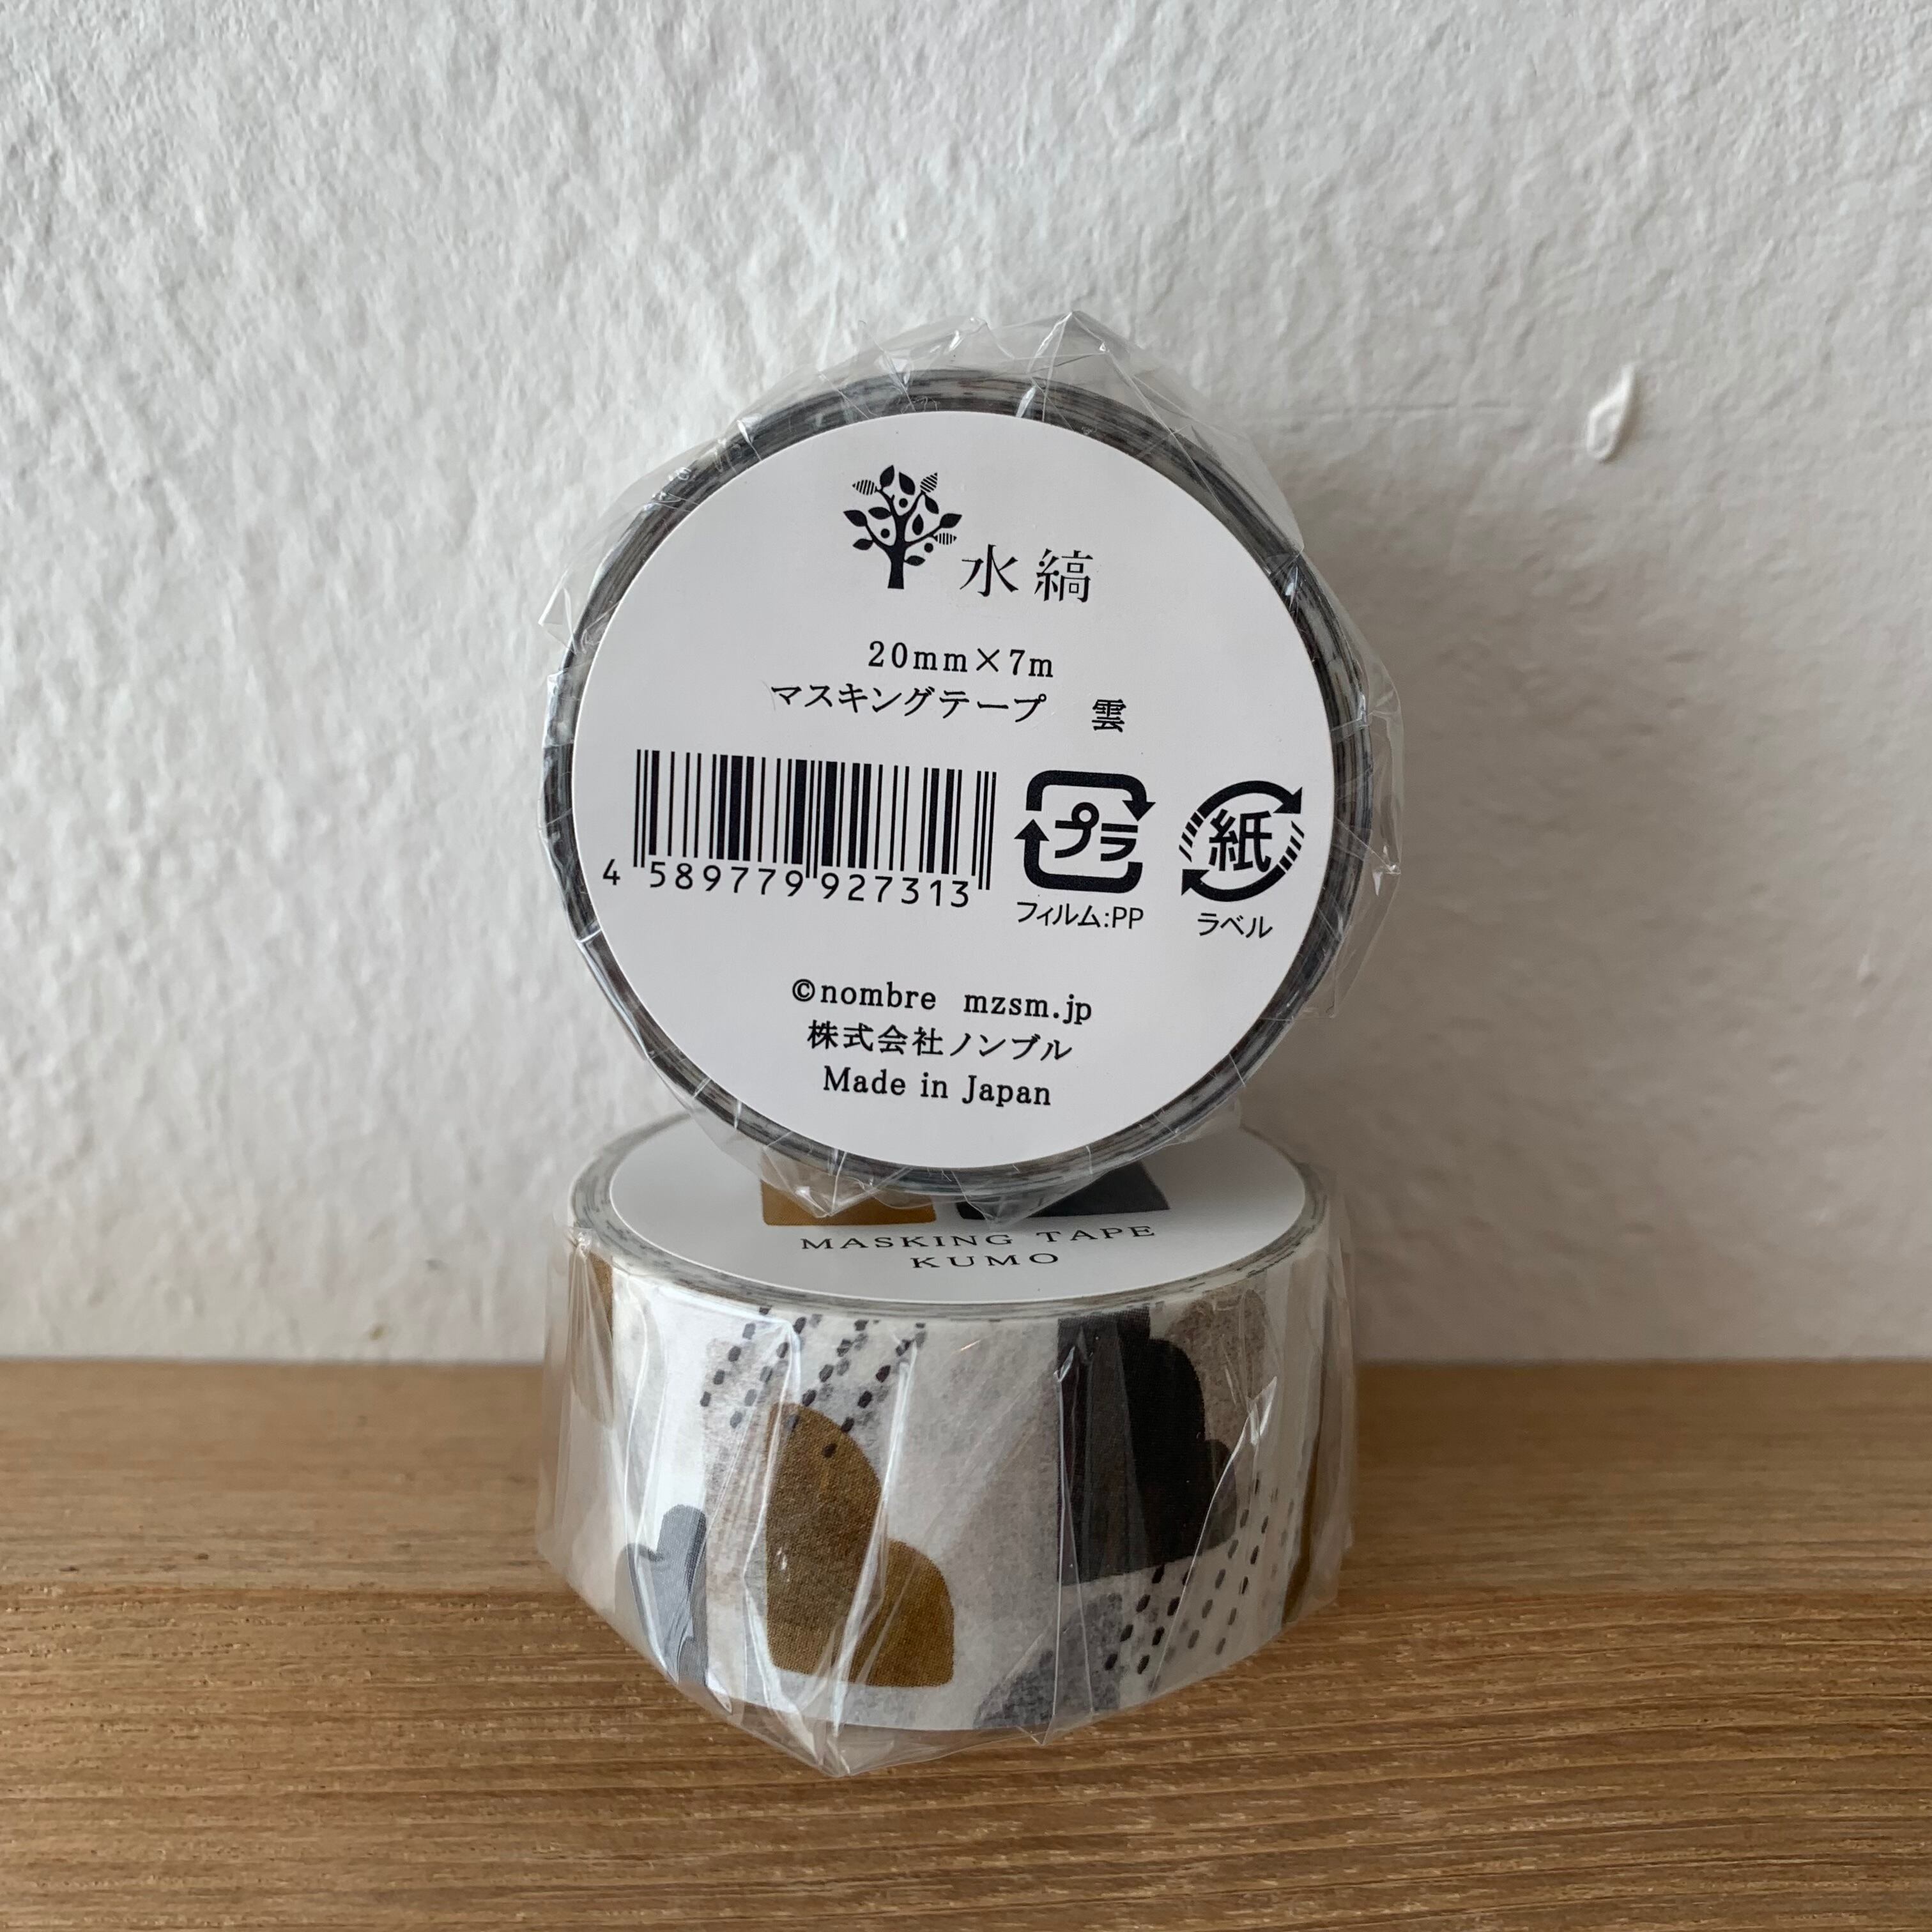 水縞
20mm×7m
マスキングテープ 雲
プラ
紙
4 589779 927313
フィルム:PP
ラベル
©nombre mzsm.jp
株式会社ノンブル
Made in Japan
MASKING TAPE
KUMO